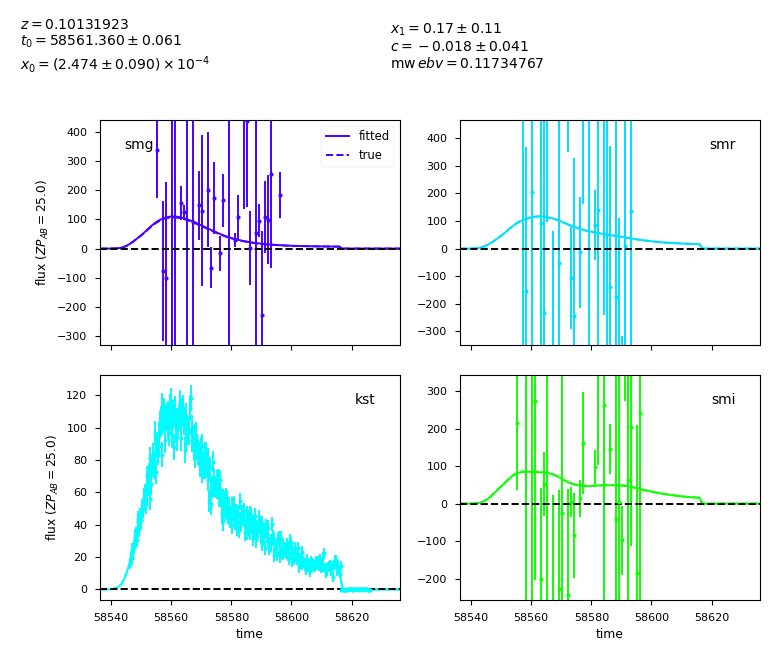 z = 0.10131923
t₀ = 58561.360 ± 0.061
x₀ = (2.474 ± 0.090) × 10⁻⁴
x₁ = 0.17 ± 0.11
c = −0.018 ± 0.041
mw ebv = 0.11734767
smg
fitted
true
400
300
200
100
0
−100
−200
−300
flux (ZP_AB = 25.0)
smr
400
300
200
100
0
−100
−200
−300
kst
120
100
80
60
40
20
0
flux (ZP_AB = 25.0)
58540 58560 58580 58600 58620
time
smi
300
200
100
0
−100
−200
58540 58560 58580 58600 58620
time